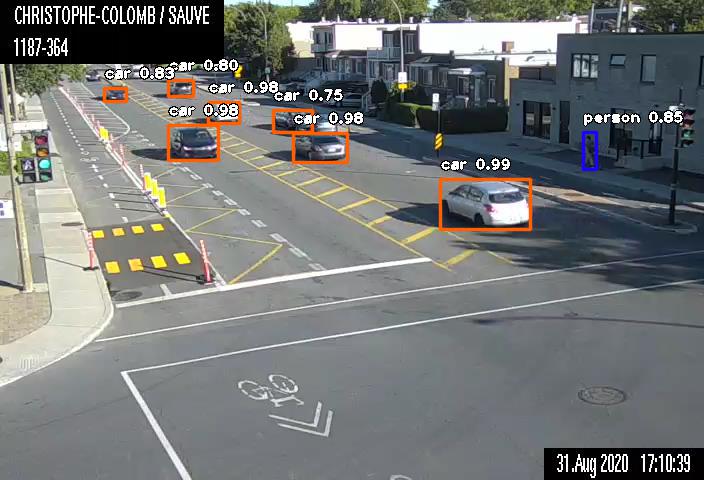 CHRISTOPHE-COLOMB / SAUVE
1187-364
car 0.83
car 0.80
car 0.98
car 0.98
car 0.75
car 0.98
person 0.85
car 0.99
31.Aug 2020 17:10:39